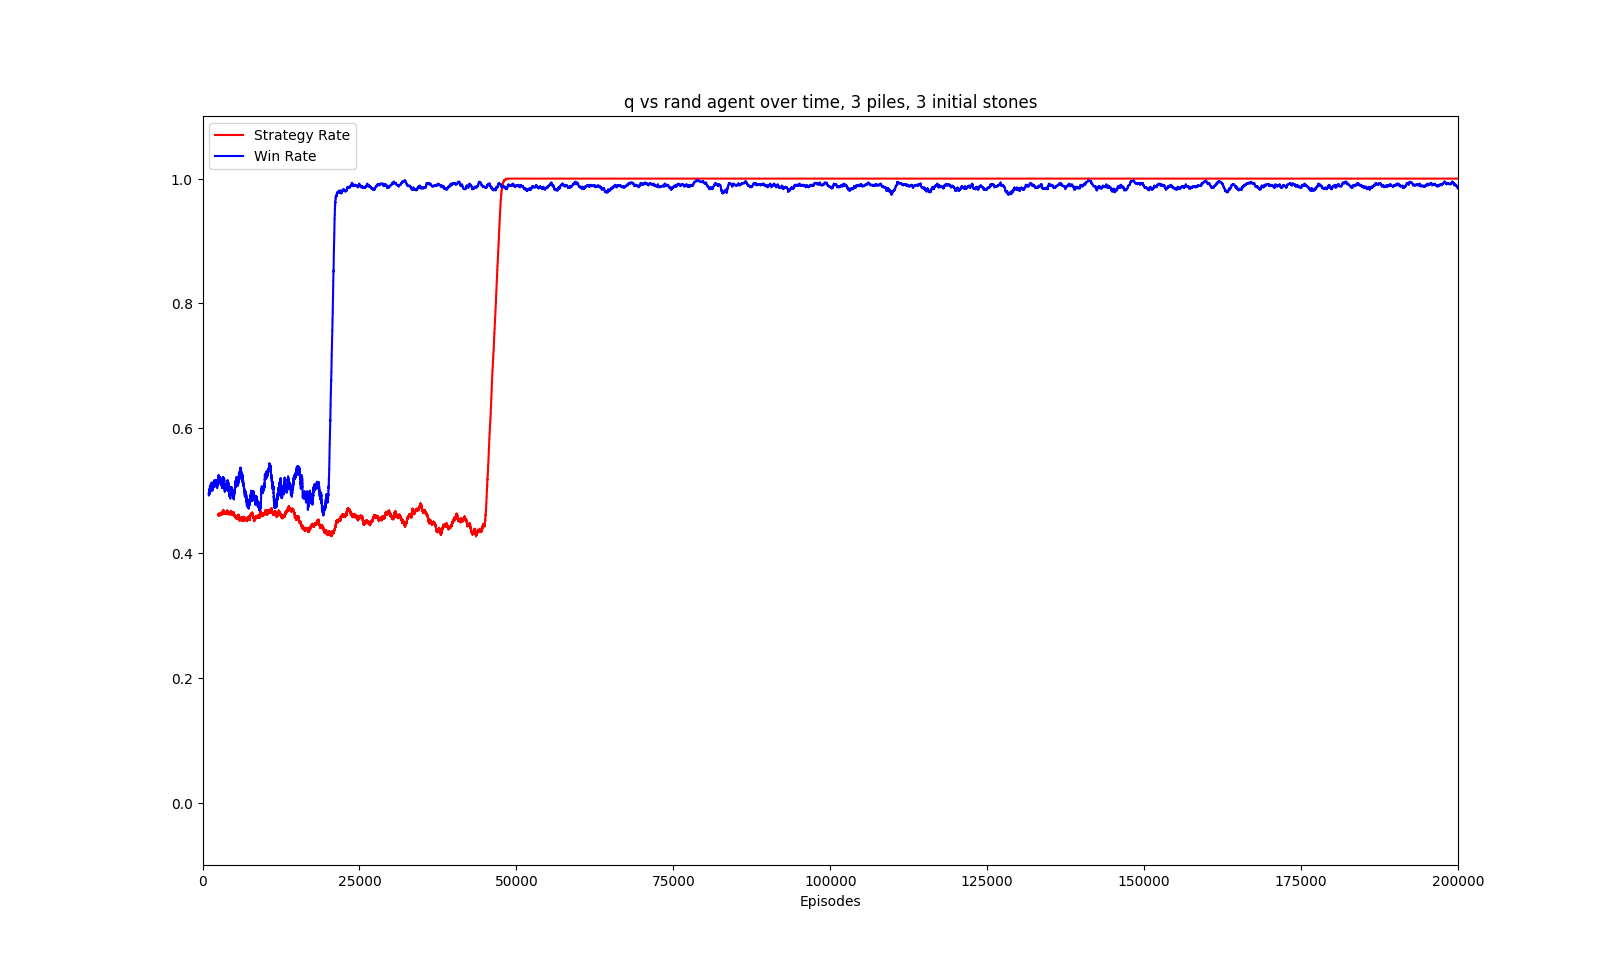 q vs rand agent over time, 3 piles, 3 initial stones
Strategy Rate
Win Rate
1.0
0.8
0.6
0.4
0.2
0.0
0 25000 50000 75000 100000 125000 150000 175000 200000
Episodes